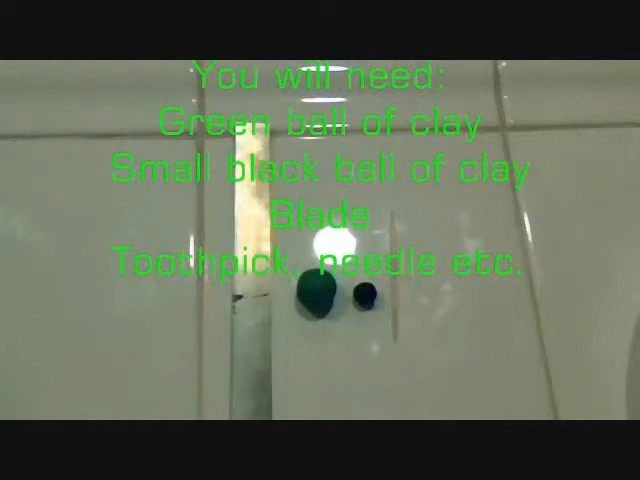 You will need:
Green ball of clay
Small black ball of clay
Blade
Toothpick, needle etc.